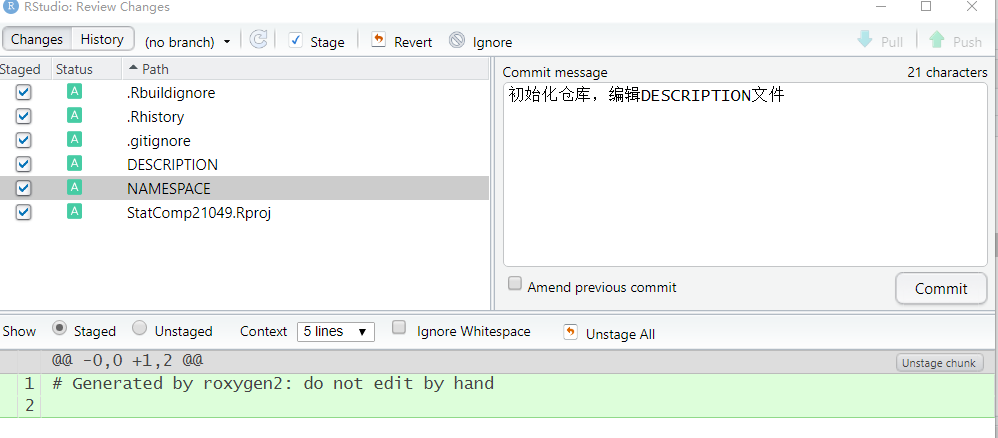 RStudio: Review Changes
Changes History (no branch) Stage Revert Ignore Pull Push
Staged Status Path
A .Rbuildignore
A .Rhistory
A .gitignore
A DESCRIPTION
A NAMESPACE
A StatComp21049.Rproj
Commit message 21 characters
初始化仓库，编辑DESCRIPTION文件
Amend previous commit Commit
Show Staged Unstaged Context 5 lines Ignore Whitespace Unstage All
@@ -0,0 +1,2 @@ Unstage chunk
1 # Generated by roxygen2: do not edit by hand
2